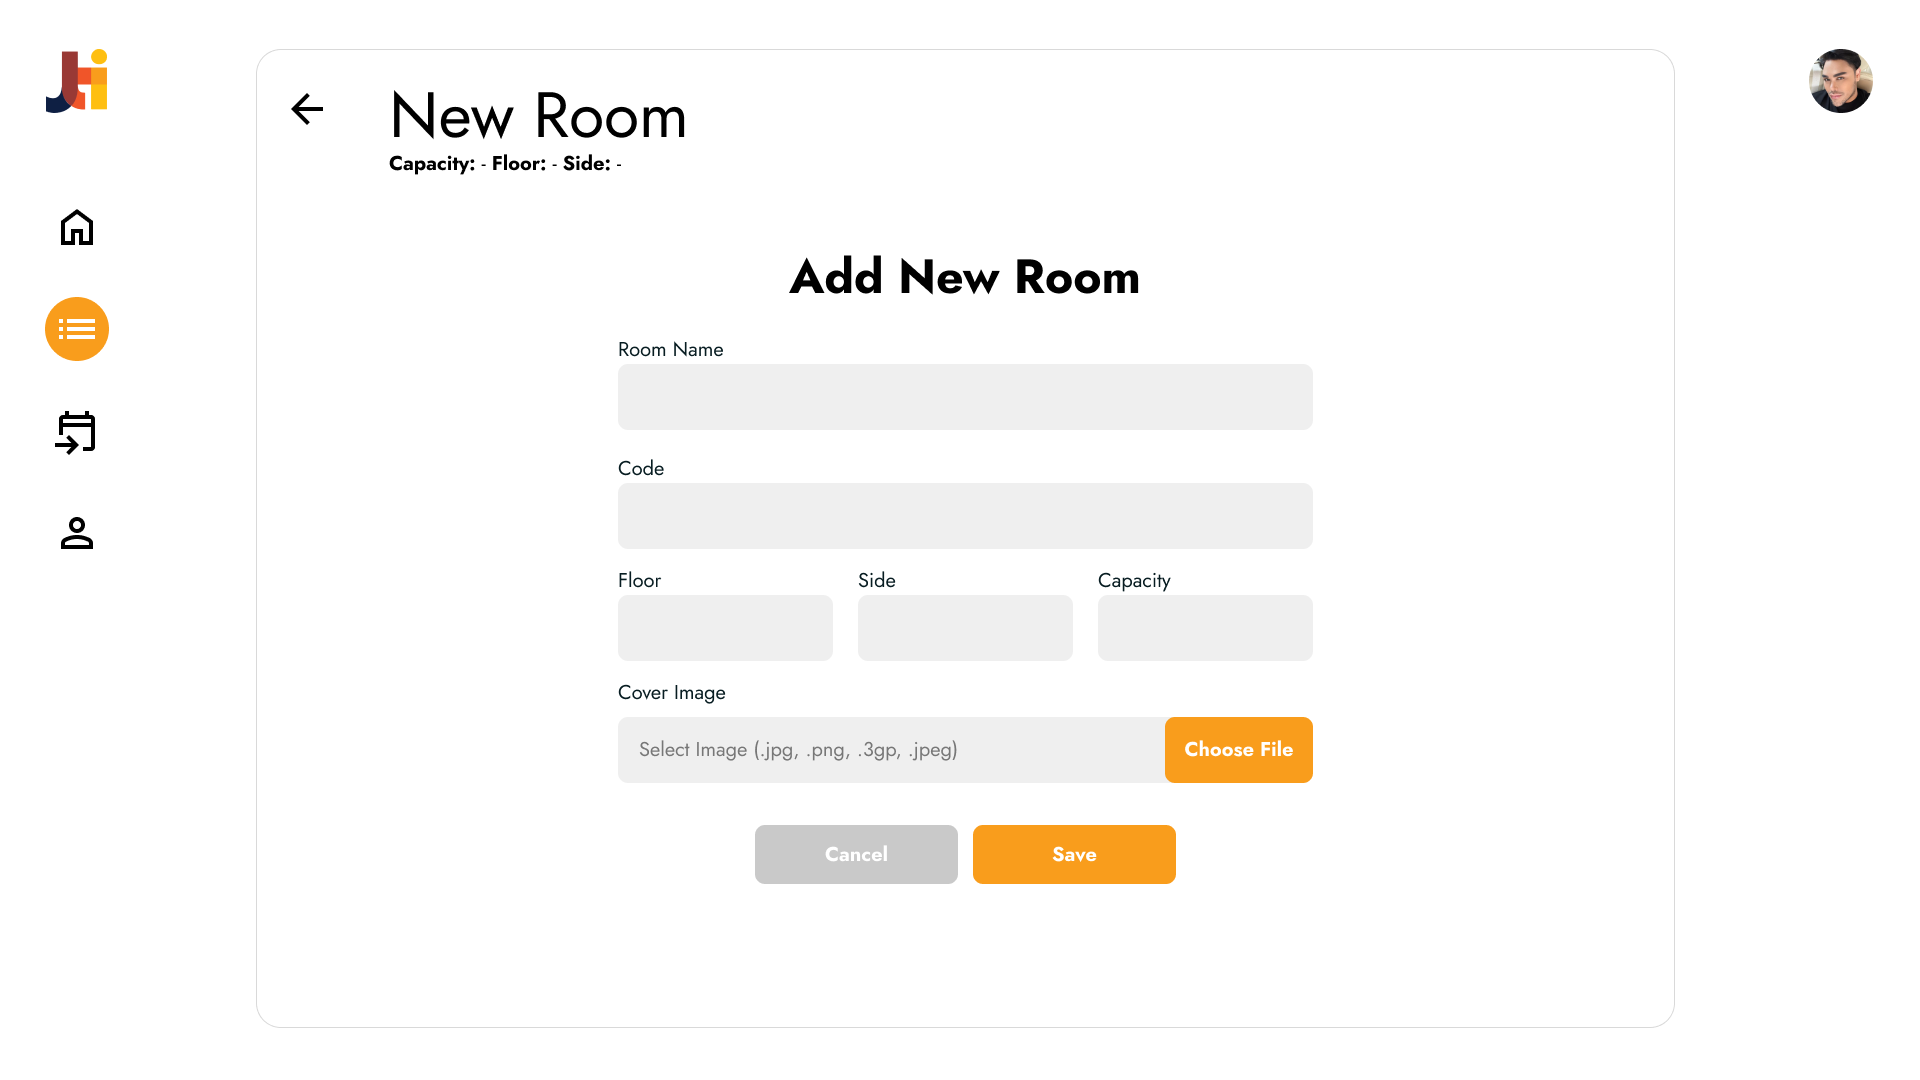 JTI
New Room
Capacity: - Floor: - Side: -
Add New Room
Room Name
Code
Floor Side Capacity
Cover Image
Select Image (.jpg, .png, .3gp, .jpeg) Choose File
Cancel Save